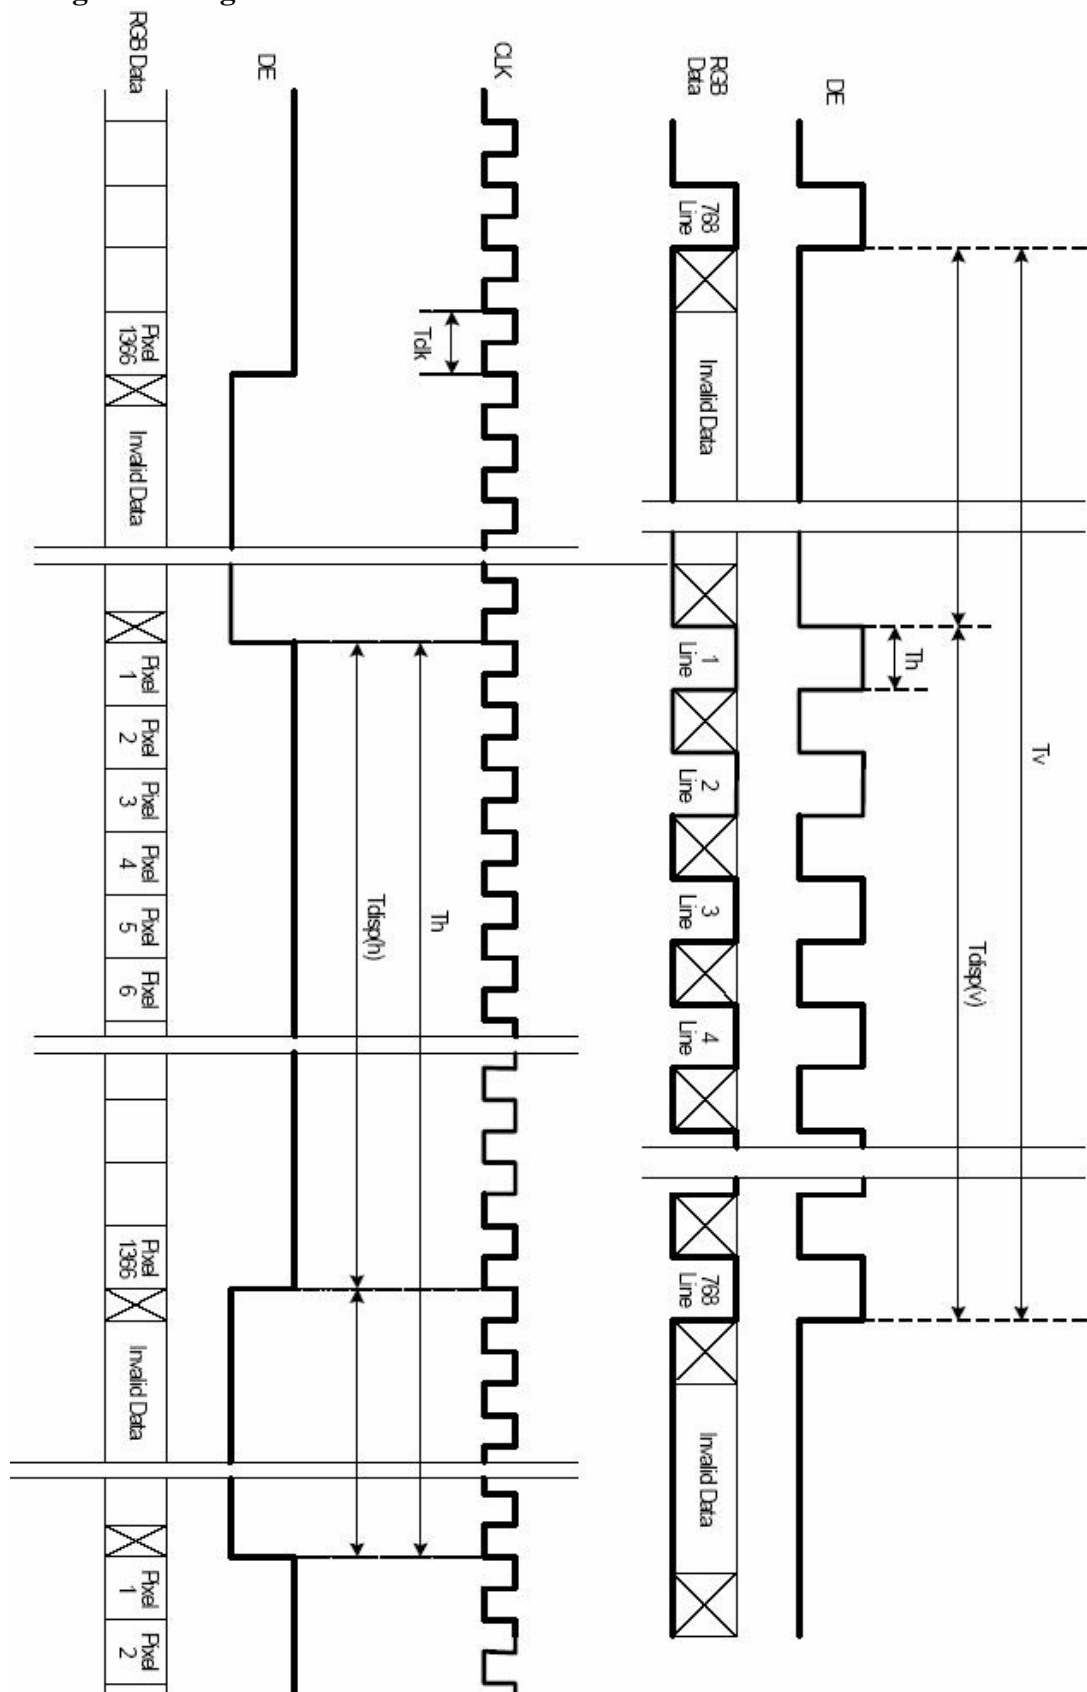 Tv
Tdisp(v)
Th
DE
RGB
Data
768
Line
Invalid Data
1
Line
2
Line
3
Line
4
Line
768
Line
Invalid Data
CLK
Tclk
Th
Tdisp(h)
DE
RGB Data
Pixel
1366
Invalid Data
Pixel
1
Pixel
2
Pixel
3
Pixel
4
Pixel
5
Pixel
6
Pixel
1366
Invalid Data
Pixel
1
Pixel
2